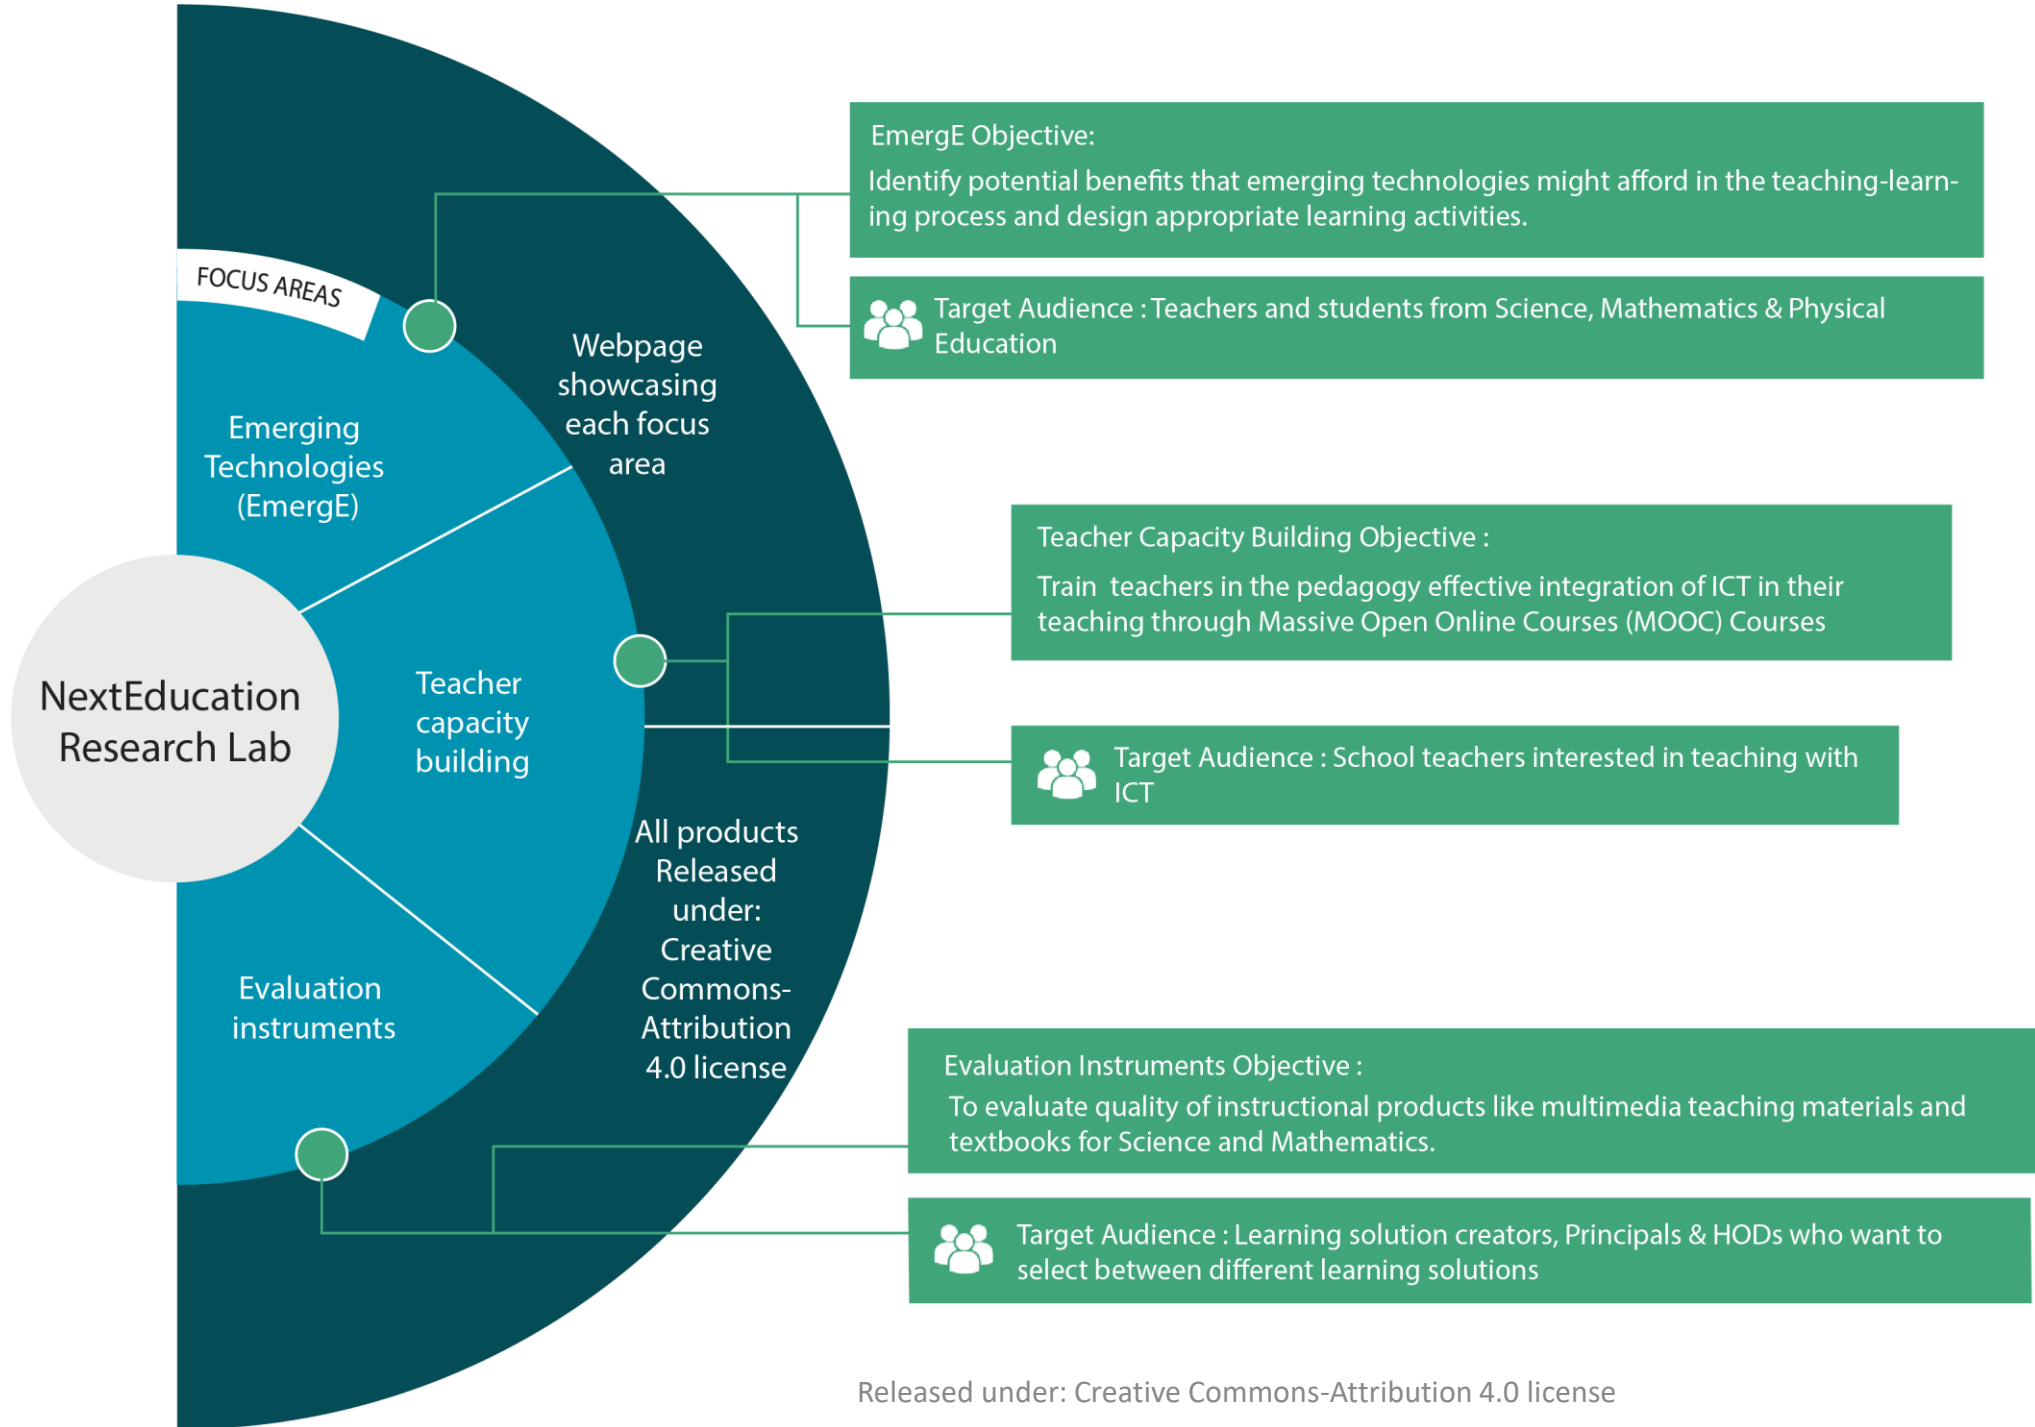 NextEducation
Research Lab
FOCUS AREAS
Emerging
Technologies
(EmergE)
Teacher
capacity
building
Evaluation
instruments
Webpage
showcasing
each focus
area
All products
Released
under:
Creative
Commons-
Attribution
4.0 license
EmergE Objective:
Identify potential benefits that emerging technologies might afford in the teaching-learn-
ing process and design appropriate learning activities.
Target Audience : Teachers and students from Science, Mathematics & Physical
Education
Teacher Capacity Building Objective :
Train teachers in the pedagogy effective integration of ICT in their
teaching through Massive Open Online Courses (MOOC) Courses
Target Audience : School teachers interested in teaching with
ICT
Evaluation Instruments Objective :
To evaluate quality of instructional products like multimedia teaching materials and
textbooks for Science and Mathematics.
Target Audience : Learning solution creators, Principals & HODs who want to
select between different learning solutions
Released under: Creative Commons-Attribution 4.0 license